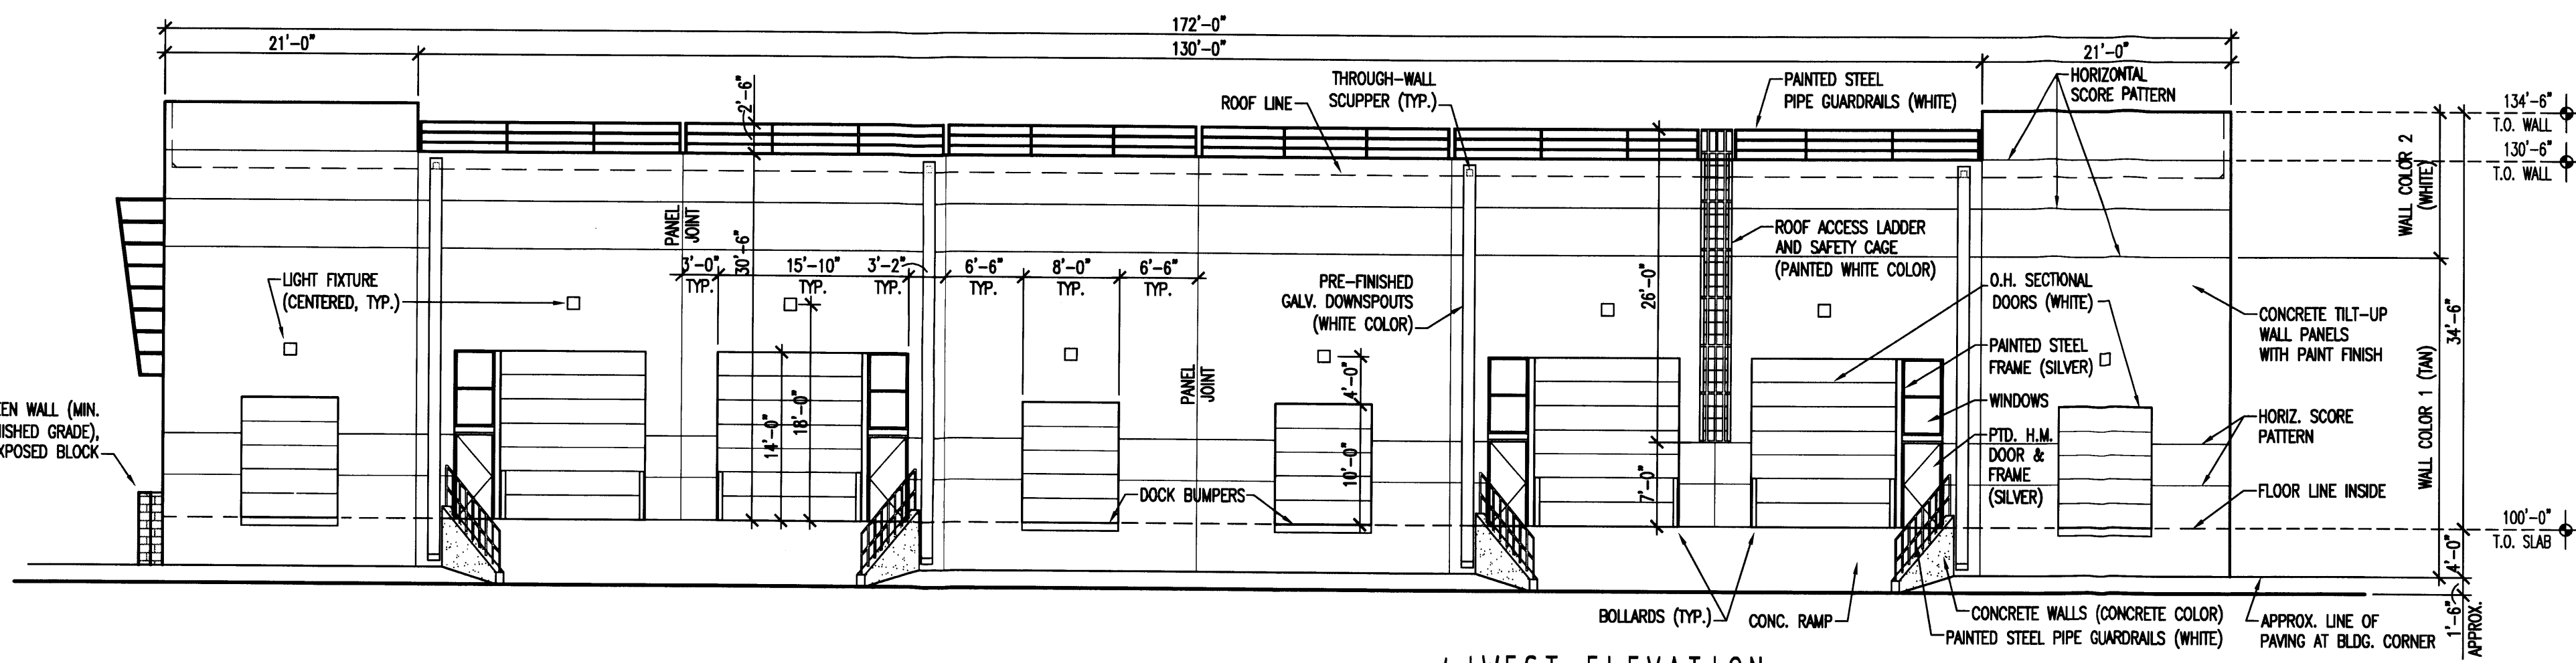 172'-0"
21'-0"
130'-0"
21'-0"
2'-6"
THROUGH-WALL
SCUPPER (TYP.)
ROOF LINE
PAINTED STEEL
PIPE GUARDRAILS (WHITE)
HORIZONTAL
SCORE PATTERN
134'-6"
T.O. WALL
130'-6"
T.O. WALL
WALL COLOR 2
(WHITE)
PANEL
JOINT
30'-6"
3'-0"
TYP.
15'-10"
TYP.
3'-2"
TYP.
6'-6"
TYP.
8'-0"
TYP.
6'-6"
TYP.
LIGHT FIXTURE
(CENTERED, TYP.)
PRE-FINISHED
GALV. DOWNSPOUTS
(WHITE COLOR)
26'-0"
ROOF ACCESS LADDER
AND SAFETY CAGE
(PAINTED WHITE COLOR)
O.H. SECTIONAL
DOORS (WHITE)
CONCRETE TILT-UP
WALL PANELS
WITH PAINT FINISH
34'-6"
PAINTED STEEL
FRAME (SILVER)
WINDOWS
PTD. H.M.
DOOR &
FRAME
(SILVER)
PANEL
JOINT
4'-0"
10'-0"
14'-0"
18'-0"
7'-0"
EEN WALL (MIN.
ISHED GRADE),
XPOSED BLOCK
DOCK BUMPERS
HORIZ. SCORE
PATTERN
WALL COLOR 1 (TAN)
FLOOR LINE INSIDE
100'-0"
T.O. SLAB
4'-0"
1'-6"
APPROX.
BOLLARDS (TYP.)
CONC. RAMP
CONCRETE WALLS (CONCRETE COLOR)
PAINTED STEEL PIPE GUARDRAILS (WHITE)
APPROX. LINE OF
PAVING AT BLDG. CORNER
WEST ELEVATION